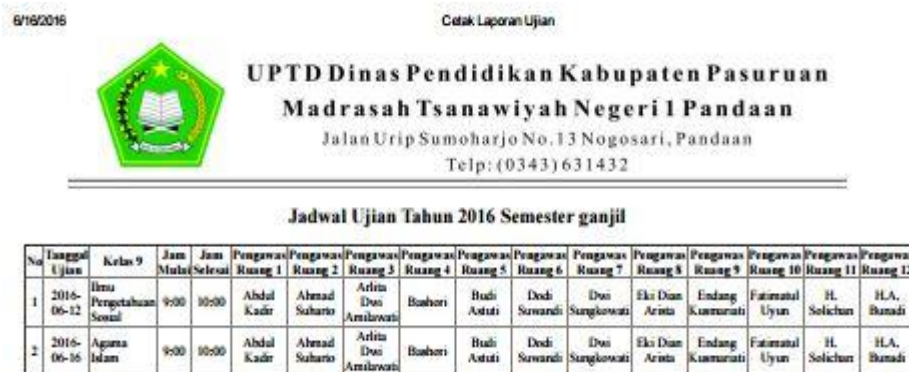 6/16/2016 Cetak Laporan Ujian
UPTD Dinas Pendidikan Kabupaten Pasuruan
Madrasah Tsanawiyah Negeri 1 Pandaan
Jalan Urip Sumoharjo No. 13 Nogosari, Pandaan
Telp: (0343) 631432
Jadwal Ujian Tahun 2016 Semester ganjil
No Tanggal Ujian Kelas 9 Jam Mulai Jam Selesai Pengawas Ruang 1 Pengawas Ruang 2 Pengawas Ruang 3 Pengawas Ruang 4 Pengawas Ruang 5 Pengawas Ruang 6 Pengawas Ruang 7 Pengawas Ruang 8 Pengawas Ruang 9 Pengawas Ruang 10 Pengawas Ruang 11 Pengawas Ruang 12
1 2016-06-12 Ilmu Pengetahuan Sosial 9:00 10:00 Abdul Kadir Ahmad Suharto Arlita Dwi Amilawati Bashori Budi Astuti Dodi Suwandi Dwi Sungkowati Eki Dian Arista Endang Kusmanati Fatimatul Uyun H. Solichan H.A. Bunadi
2 2016-06-16 Agama Islam 9:00 10:00 Abdul Kadir Ahmad Suharto Arlita Dwi Amilawati Bashori Budi Astuti Dodi Suwandi Dwi Sungkowati Eki Dian Arista Endang Kusmanati Fatimatul Uyun H. Solichan H.A. Bunadi